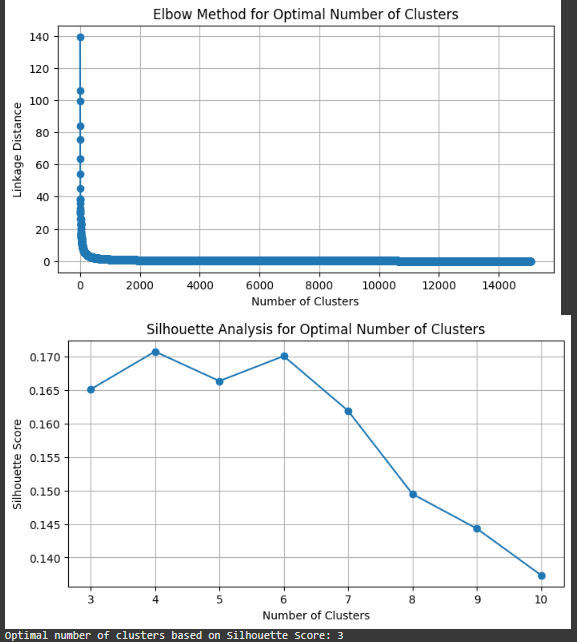 Elbow Method for Optimal Number of Clusters
140
120
100
80
60
40
20
0
Linkage Distance
0 2000 4000 6000 8000 10000 12000 14000
Number of Clusters
Silhouette Analysis for Optimal Number of Clusters
0.170
0.165
0.160
0.155
0.150
0.145
0.140
Silhouette Score
3 4 5 6 7 8 9 10
Number of Clusters
Optimal number of clusters based on Silhouette Score: 3